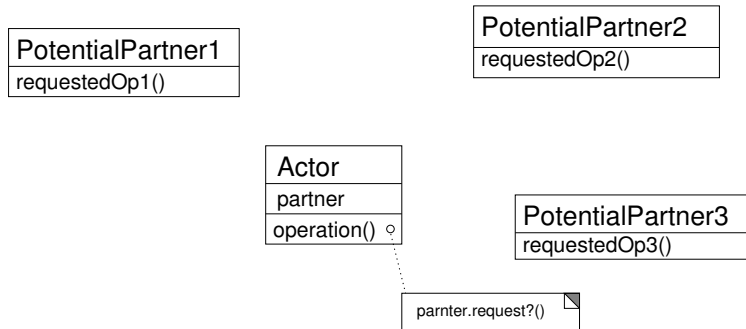 PotentialPartner1
requestedOp1()
PotentialPartner2
requestedOp2()
Actor
partner
operation()
PotentialPartner3
requestedOp3()
parnter.request?()